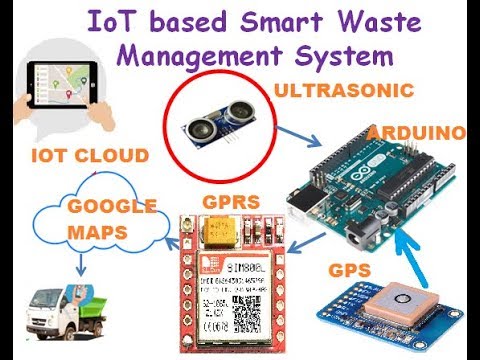 IoT based Smart Waste
Management System
ULTRASONIC
ARDUINO
IOT CLOUD
GPRS
GOOGLE
MAPS
SIM800L
GPS